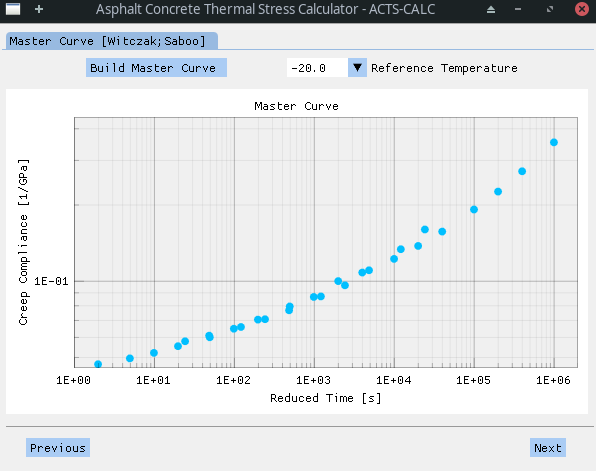 Asphalt Concrete Thermal Stress Calculator - ACTS-CALC
Master Curve [Witczak;Saboo]
Build Master Curve
-20.0
Reference Temperature
Master Curve
Creep Compliance [1/GPa]
1E-01
1E+00 1E+01 1E+02 1E+03 1E+04 1E+05 1E+06
Reduced Time [s]
Previous
Next